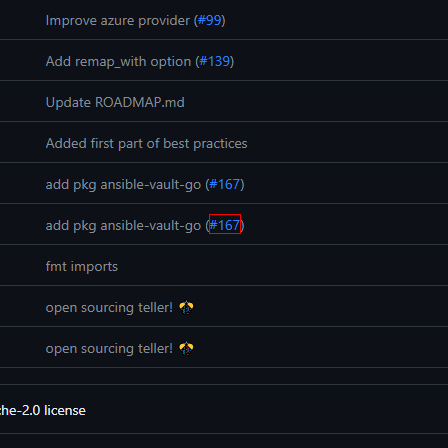 Improve azure provider (#99)
Add remap_with option (#139)
Update ROADMAP.md
Added first part of best practices
add pkg ansible-vault-go (#167)
add pkg ansible-vault-go (#167)
fmt imports
open sourcing teller! 🎊
open sourcing teller! 🎊
che-2.0 license